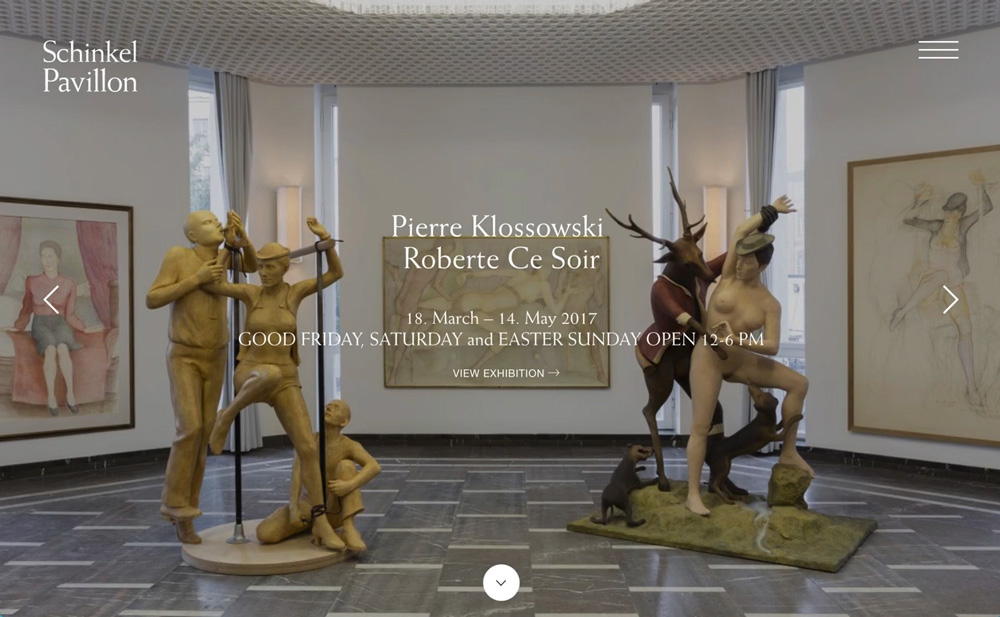 Schinkel
Pavillon
Pierre Klossowski
Roberte Ce Soir
18. March – 14. May 2017
GOOD FRIDAY, SATURDAY and EASTER SUNDAY OPEN 12-6 PM
VIEW EXHIBITION →